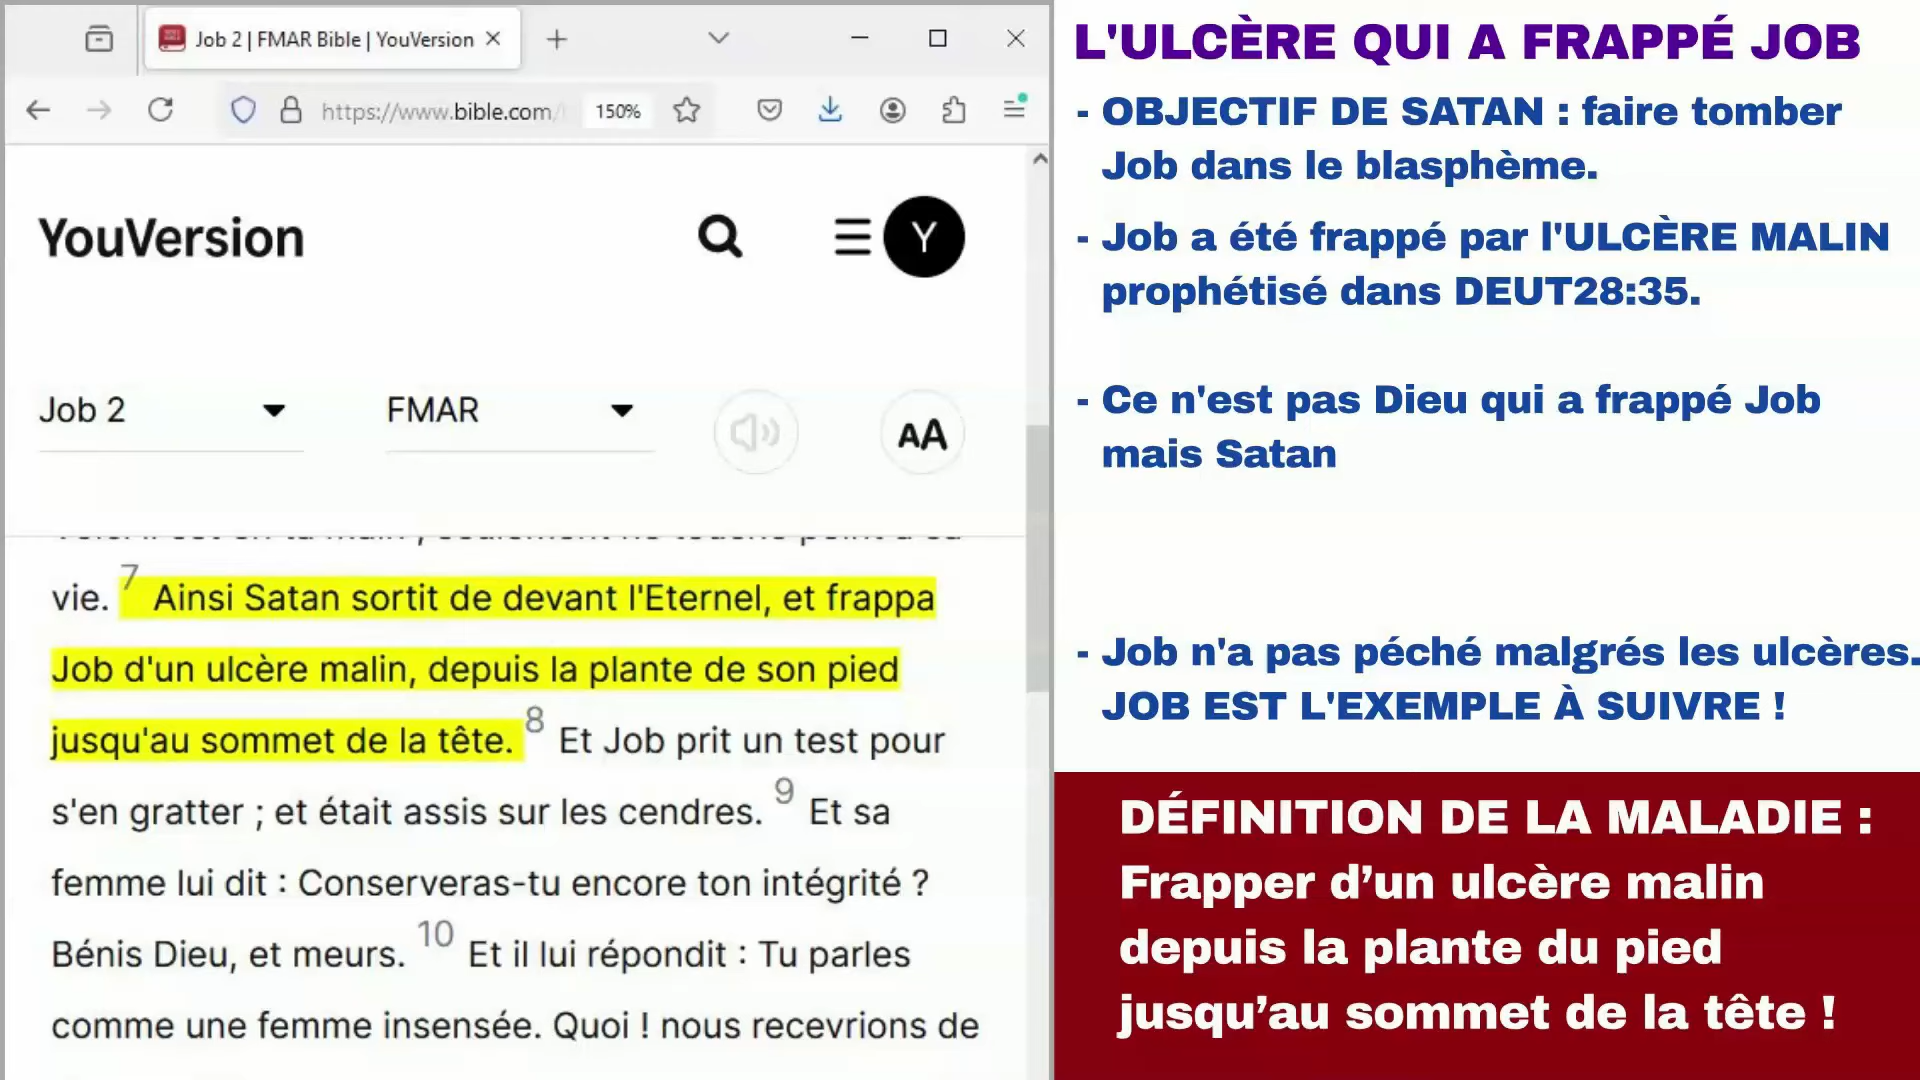 Job 2 | FMAR Bible | YouVersion
https://www.bible.com/
150%
YouVersion
Y
Job 2
FMAR
AA
vie. 7 Ainsi Satan sortit de devant l'Eternel, et frappa
Job d'un ulcère malin, depuis la plante de son pied
jusqu'au sommet de la tête. 8 Et Job prit un test pour
s'en gratter ; et était assis sur les cendres. 9 Et sa
femme lui dit : Conserveras-tu encore ton intégrité ?
Bénis Dieu, et meurs. 10 Et il lui répondit : Tu parles
comme une femme insensée. Quoi ! nous recevrions de
L'ULCÈRE QUI A FRAPPÉ JOB
- OBJECTIF DE SATAN : faire tomber
Job dans le blasphème.
- Job a été frappé par l'ULCÈRE MALIN
prophétisé dans DEUT28:35.
- Ce n'est pas Dieu qui a frappé Job
mais Satan
- Job n'a pas péché malgrés les ulcères.
JOB EST L'EXEMPLE À SUIVRE !
DÉFINITION DE LA MALADIE :
Frapper d’un ulcère malin
depuis la plante du pied
jusqu’au sommet de la tête !